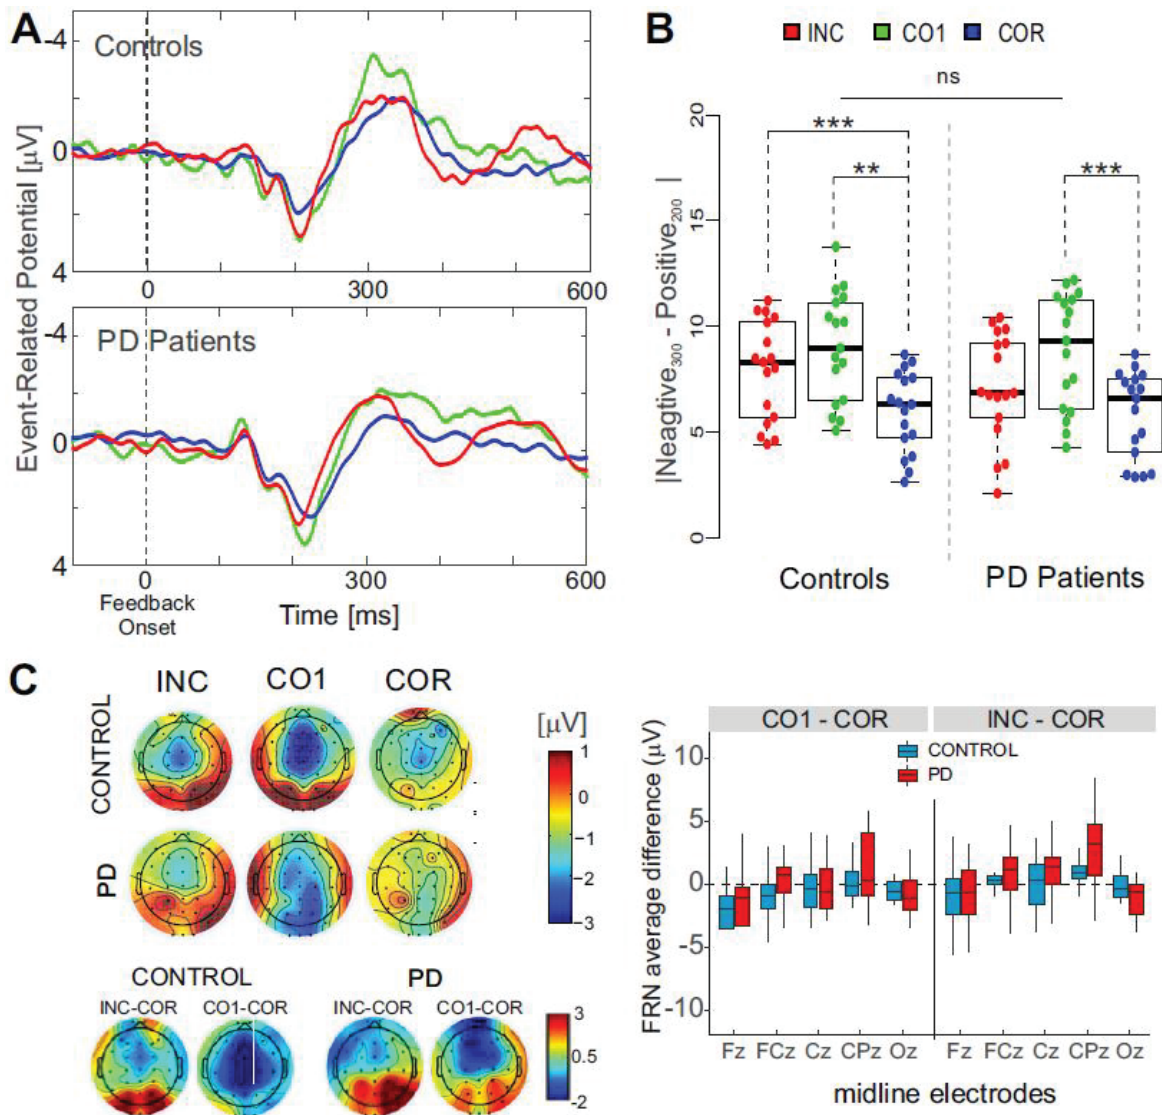 A
Controls
-4
0
4
0
300
600
PD Patients
-4
0
4
0
300
600
Event-Related Potential [μV]
Feedback
Onset
Time [ms]
B
INC CO1 COR
ns
***
**
***
20
15
10
5
0
|Neagtive300 - Positive200 |
Controls
PD Patients
C
INC CO1 COR
CONTROL
PD
[μV]
1
0
−1
−2
−3
CONTROL
PD
INC-COR CO1-COR INC-COR CO1-COR
3
0.5
-2
CO1 - COR INC - COR
CONTROL
PD
10
5
0
-5
-10
FRN average difference (μV)
Fz FCz Cz CPz Oz Fz FCz Cz CPz Oz
midline electrodes